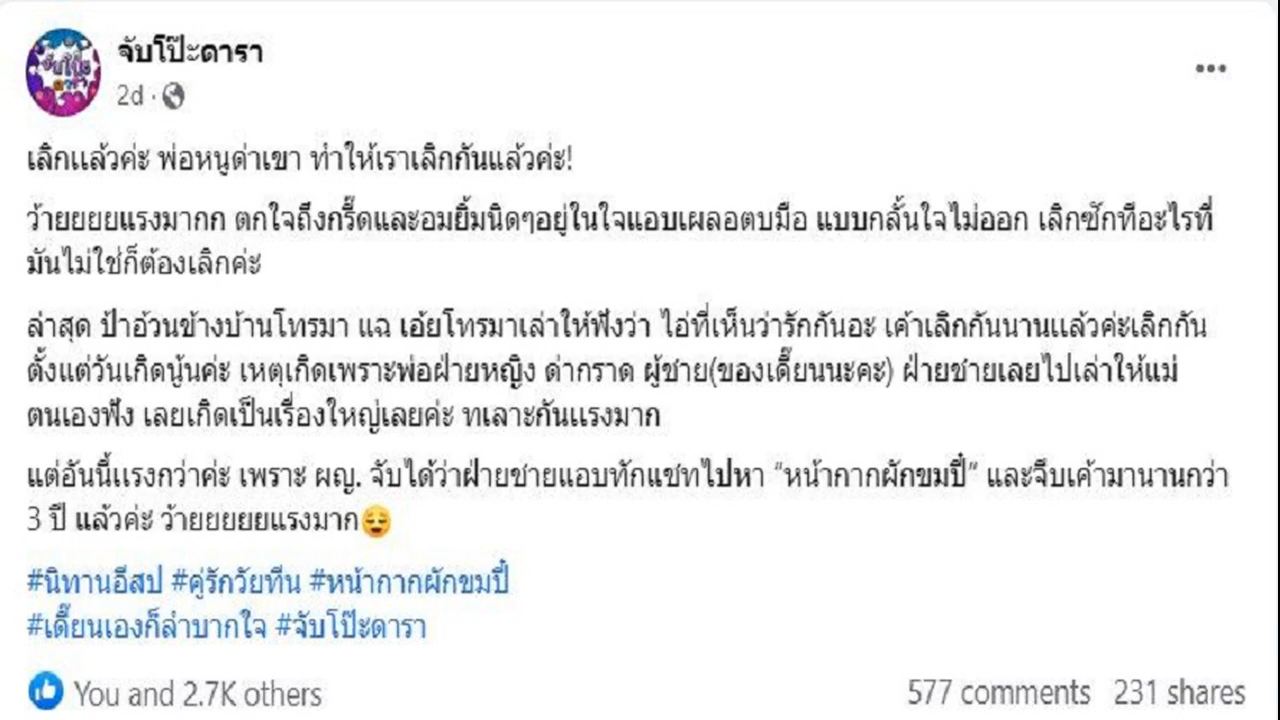 จับโป๊ะดารา
2d
เลิกแล้วค่ะ พ่อหนูด่าเขา ทำให้เราเลิกกันแล้วค่ะ!
ว้ายยยยแรงมากก ตกใจถึงกรี๊ดและอมยิ้มนิดๆอยู่ในใจแอบเผลอตบมือ แบบกลั้นใจไม่ออก เลิกซักทีอะไรที่
มันไม่ใช่ก็ต้องเลิกค่ะ
ล่าสุด ป้าอ้วนข้างบ้านโทรมา แฉ เอ้ยโทรมาเล่าให้ฟังว่า ไอ่ที่เห็นว่ารักกันอะ เค้าเลิกกันนานแล้วค่ะเลิกกัน
ตั้งแต่วันเกิดนู้นค่ะ เหตุเกิดเพราะพ่อฝ่ายหญิง ด่ากราด ผู้ชาย(ของเดี๊ยนนะคะ) ฝ่ายชายเลยไปเล่าให้แม่
ตนเองฟัง เลยเกิดเป็นเรื่องใหญ่เลยค่ะ ทเลาะกันแรงมาก
แต่อันนี้แรงกว่าค่ะ เพราะ ผญ. จับได้ว่าฝ่ายชายแอบทักแชทไปหา “หน้ากากผักขมปี๋” และจีบเค้ามานานกว่า
3 ปี แล้วค่ะ ว้ายยยยยแรงมาก😌
#นิทานอีสป #คู่รักวัยทีน #หน้ากากผักขมปี๋
#เดี๊ยนเองก็ลำบากใจ #จับโป๊ะดารา
You and 2.7K others 577 comments 231 shares